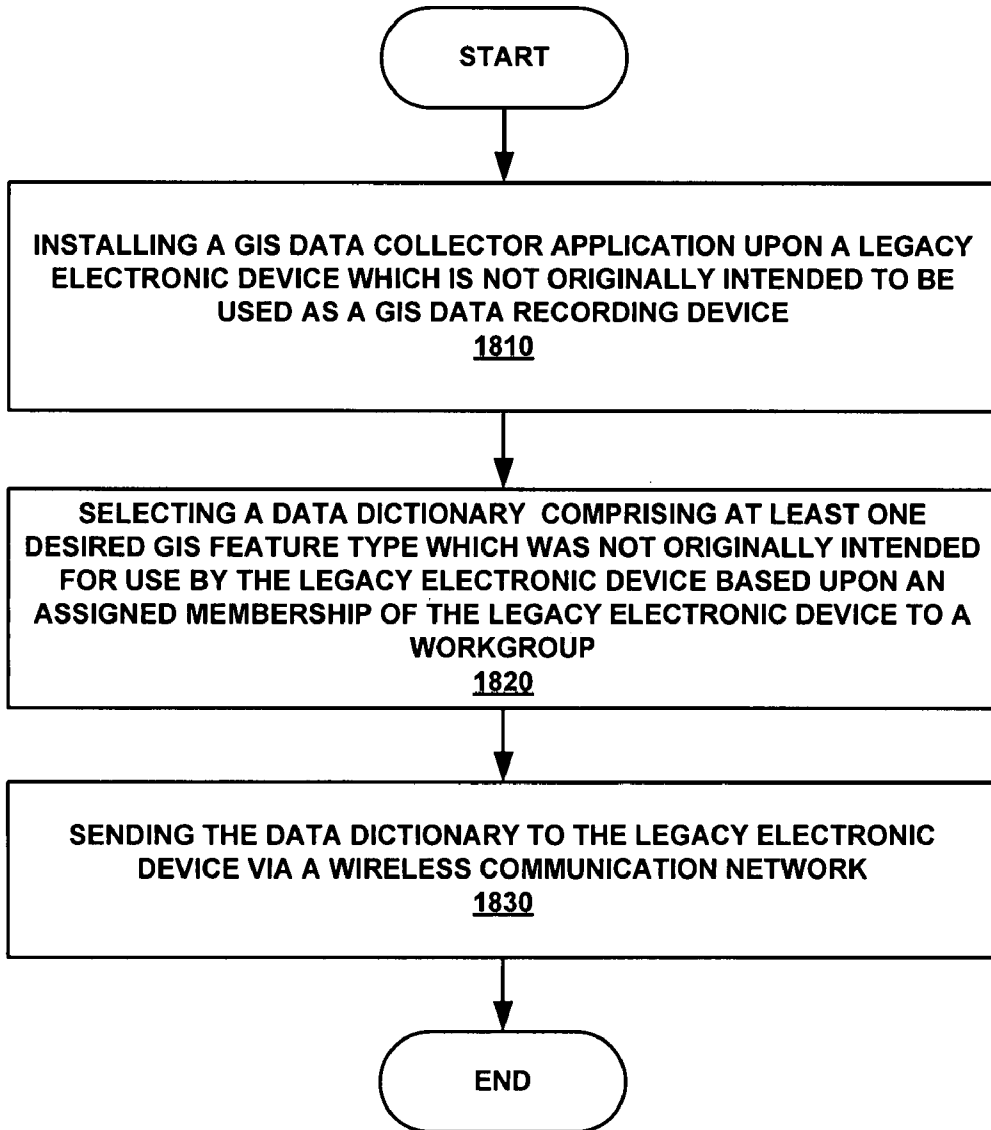 START
INSTALLING A GIS DATA COLLECTOR APPLICATION UPON A LEGACY
ELECTRONIC DEVICE WHICH IS NOT ORIGINALLY INTENDED TO BE
USED AS A GIS DATA RECORDING DEVICE
1810
SELECTING A DATA DICTIONARY COMPRISING AT LEAST ONE
DESIRED GIS FEATURE TYPE WHICH WAS NOT ORIGINALLY INTENDED
FOR USE BY THE LEGACY ELECTRONIC DEVICE BASED UPON AN
ASSIGNED MEMBERSHIP OF THE LEGACY ELECTRONIC DEVICE TO A
WORKGROUP
1820
SENDING THE DATA DICTIONARY TO THE LEGACY ELECTRONIC
DEVICE VIA A WIRELESS COMMUNICATION NETWORK
1830
END